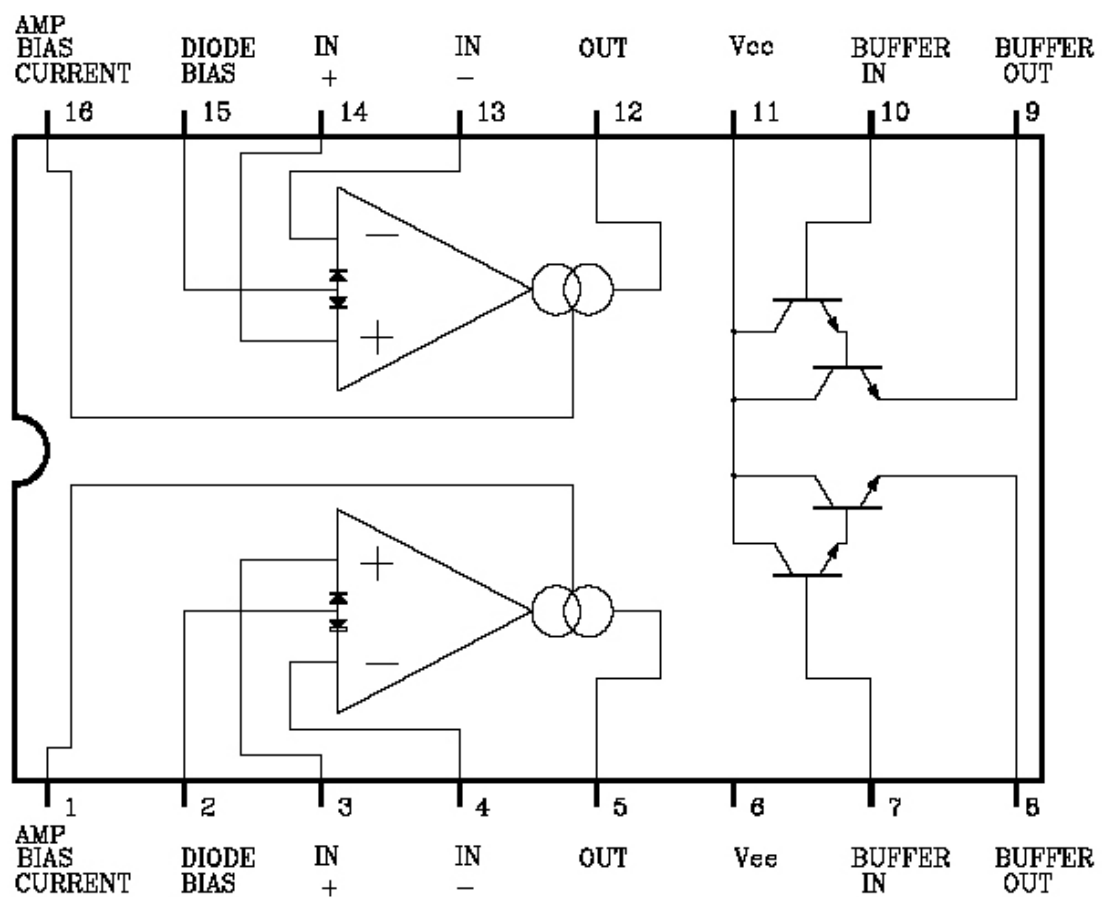 AMP
BIAS DIODE IN IN OUT Vcc BUFFER BUFFER
CURRENT BIAS + − IN OUT
16 15 14 13 12 11 10 9
−
+
+
−
1 2 3 4 5 6 7 8
AMP
BIAS DIODE IN IN OUT Vee BUFFER BUFFER
CURRENT BIAS + − IN OUT